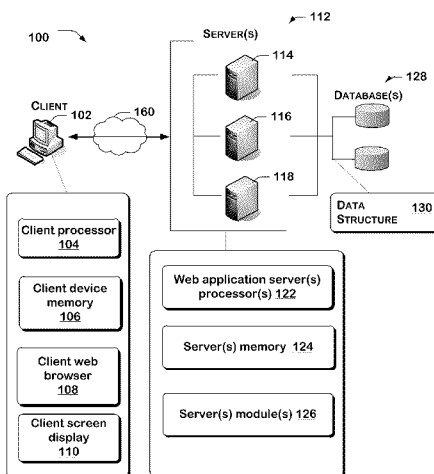 100
SERVER(S)
112
114
116
118
CLIENT
102
160
DATABASE(S)
128
DATA
STRUCTURE
130
Client processor
104
Client device
memory
106
Client web
browser
108
Client screen
display
110
Web application server(s)
processor(s) 122
Server(s) memory 124
Server(s) module(s) 126